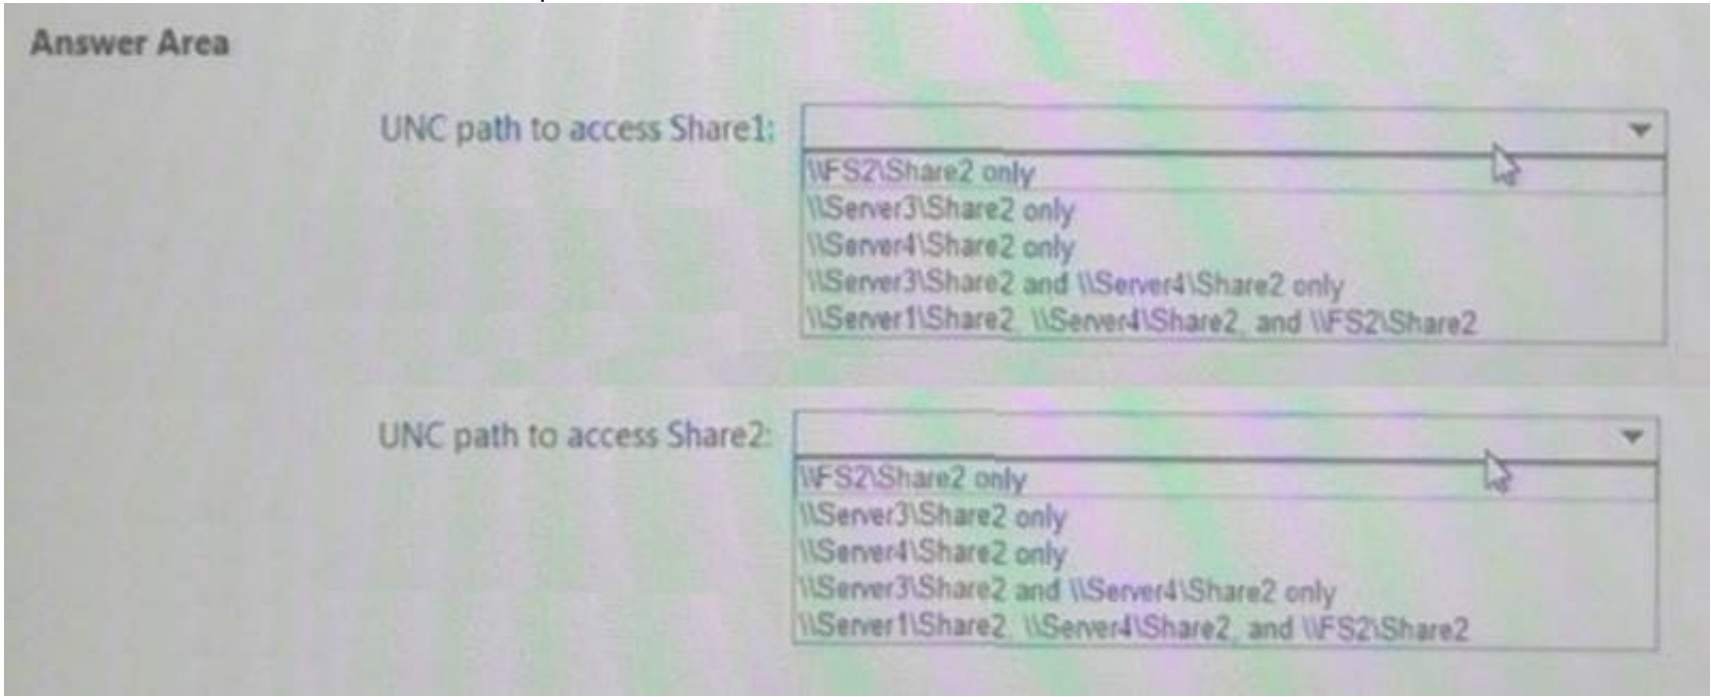 Answer Area
UNC path to access Share1:
\\FS2\Share2 only
\\Server3\Share2 only
\\Server4\Share2 only
\\Server3\Share2 and \\Server4\Share2 only
\\Server1\Share2, \\Server4\Share2, and \\FS2\Share2
UNC path to access Share2:
\\FS2\Share2 only
\\Server3\Share2 only
\\Server4\Share2 only
\\Server3\Share2 and \\Server4\Share2 only
\\Server1\Share2, \\Server4\Share2, and \\FS2\Share2